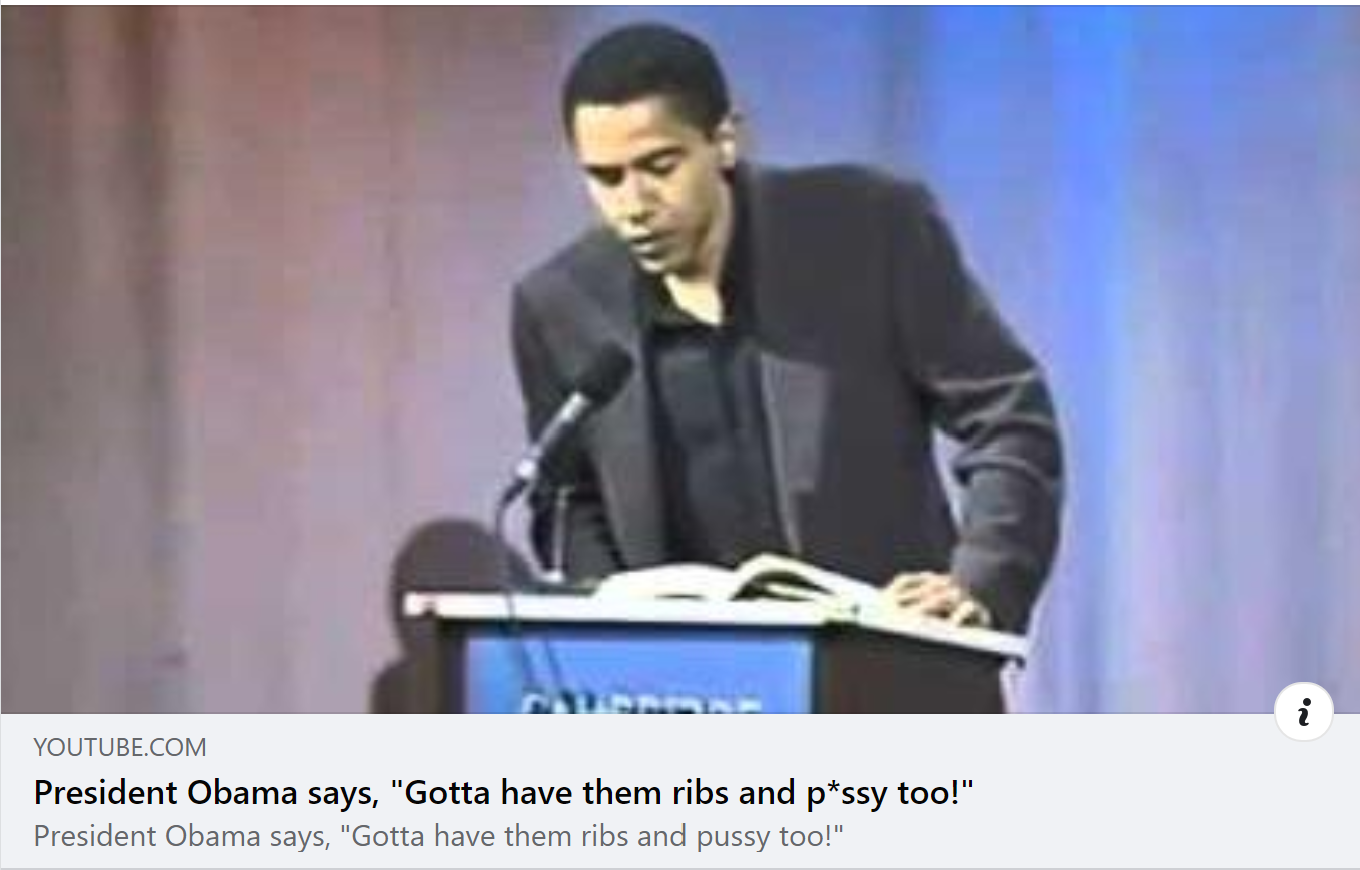 YOUTUBE.COM
President Obama says, "Gotta have them ribs and p*ssy too!"
President Obama says, "Gotta have them ribs and pussy too!"